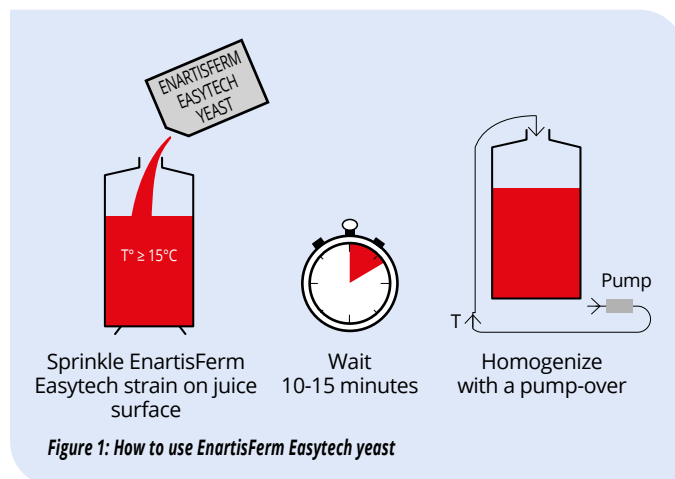 ENARTISFERM
EASYTECH
YEAST
T° ≥ 15°C
Pump
T
Sprinkle EnartisFerm
Easytech strain on juice
surface
Wait
10-15 minutes
Homogenize
with a pump-over
Figure 1: How to use EnartisFerm Easytech yeast